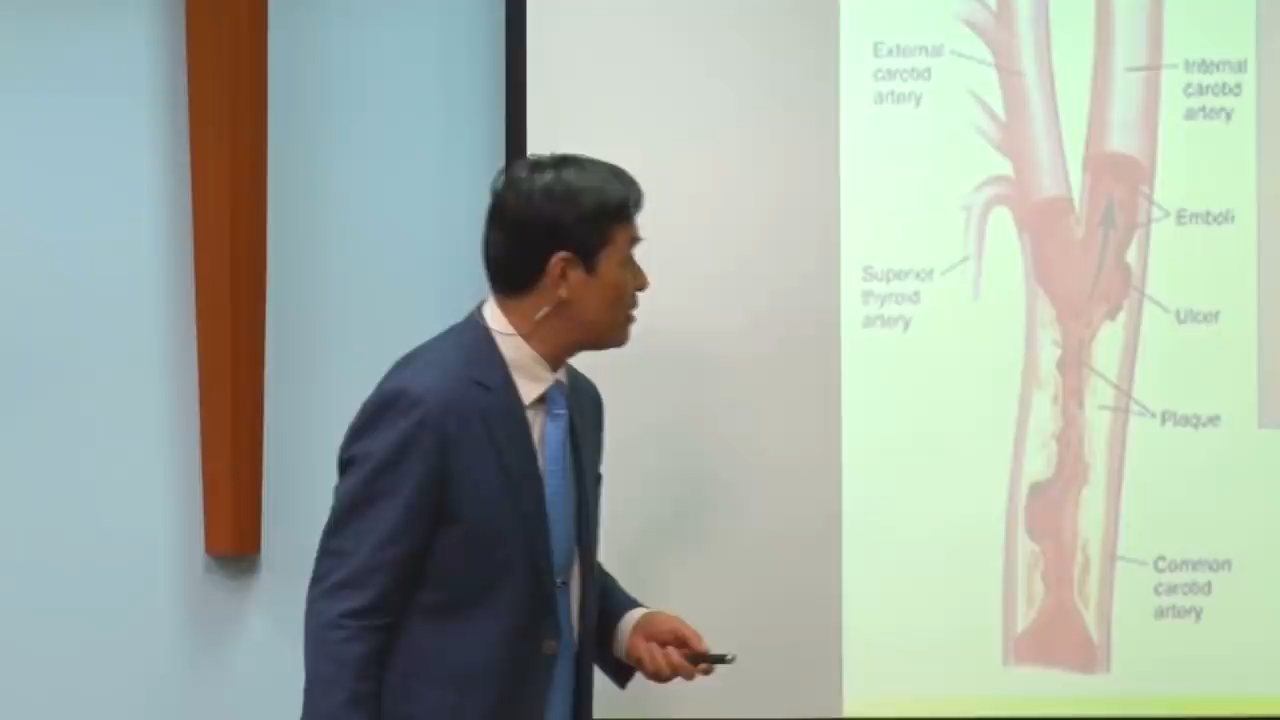 External
carotid
artery
Internal
carotid
artery
Emboli
Superior
thyroid
artery
Ulcer
Plaque
Common
carotid
artery